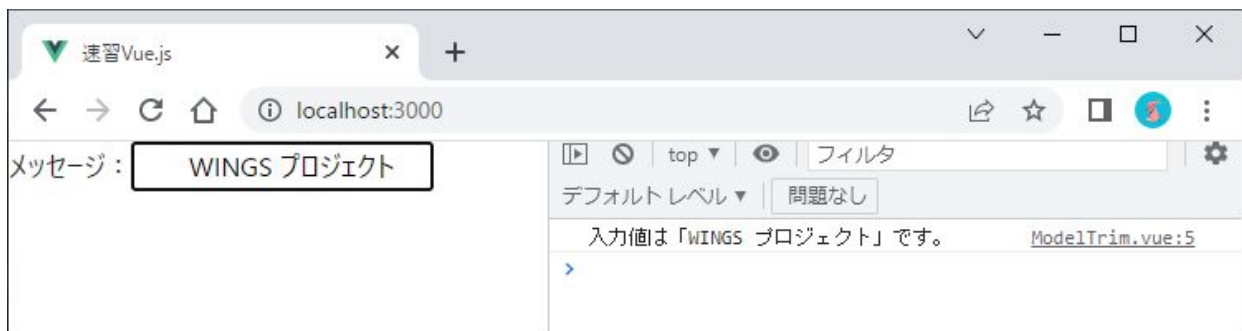 速習Vue.js
localhost:3000
メッセージ： WINGS プロジェクト
top ▼ フィルタ
デフォルト レベル ▼ 問題なし
入力値は「WINGS プロジェクト」です。 ModelTrim.vue:5